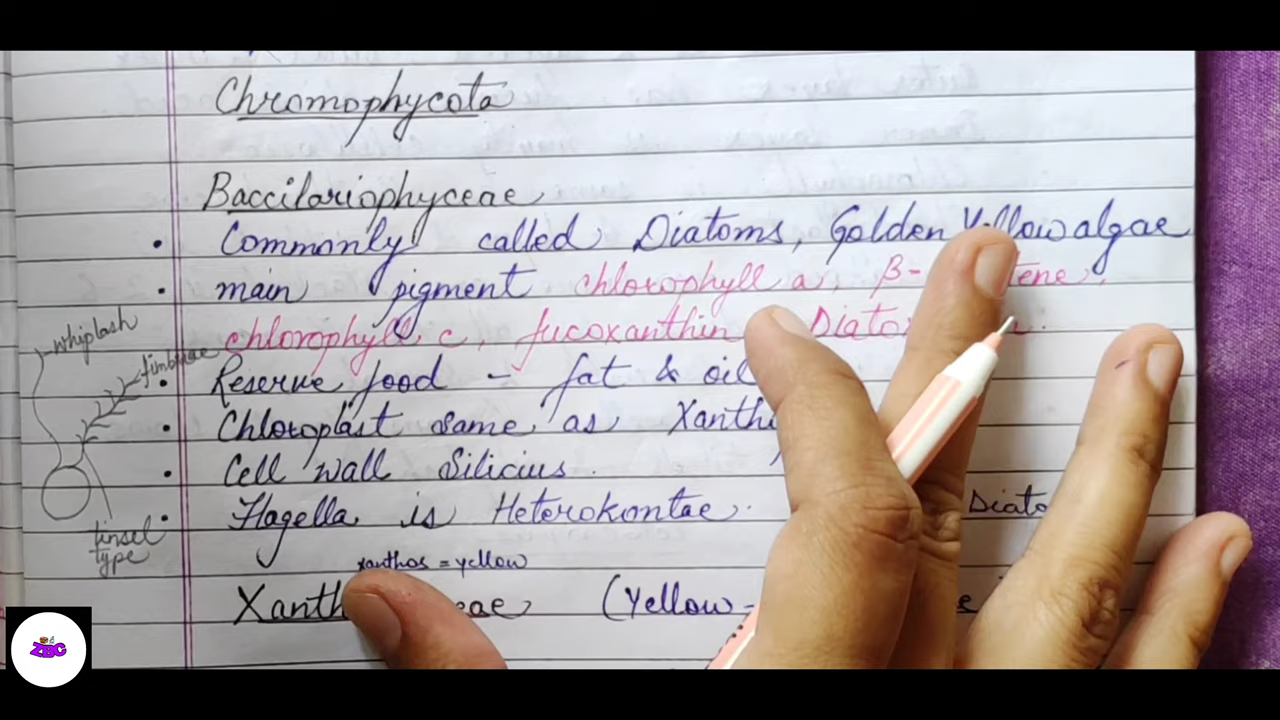 Chromophycota
Baccilariophyceae
• Commonly called Diatoms, Golden Yellow algae
• main pigment chlorophyll a, β-
chlorophyll c, fucoxanthin
• Reserve food - fat & oil
• Chloroplast same as
• Cell wall Silicius.
• Flagella is Heterokontae.
whiplash
fimbriae
tinsel
type
xanthos = yellow
(Yellow-
ZBC